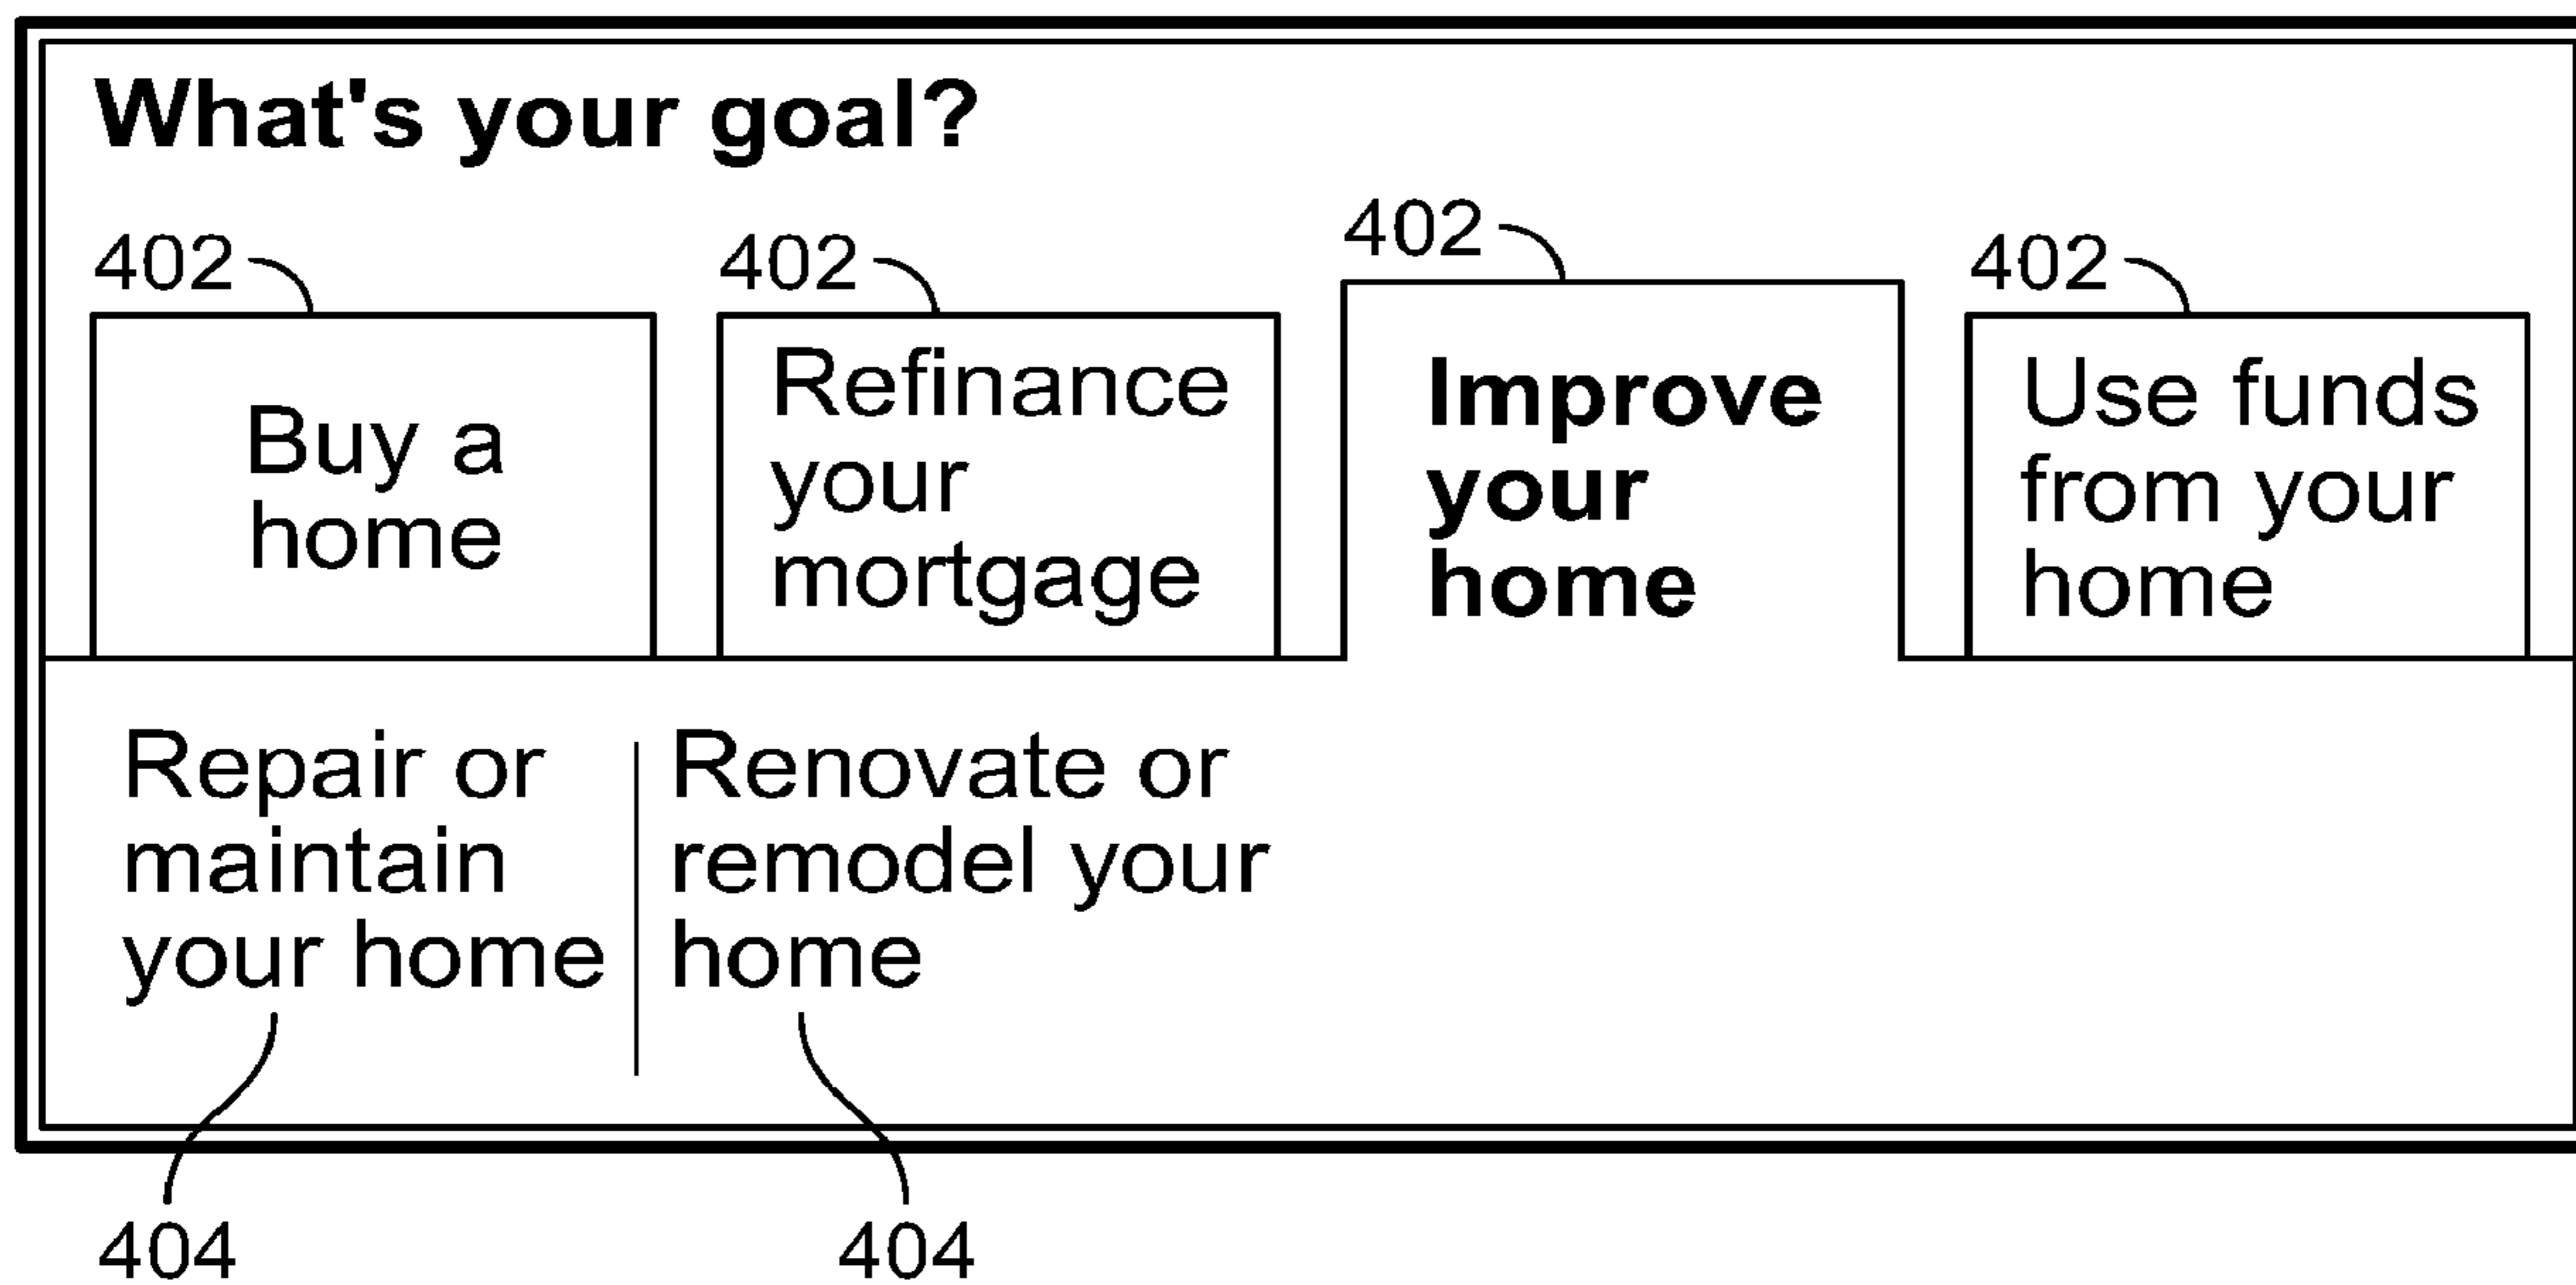 What's your goal?
402
402
402
402
Buy a
home
Refinance
your
mortgage
Improve
your
home
Use funds
from your
home
Repair or
maintain
your home
Renovate or
remodel your
home
404
404